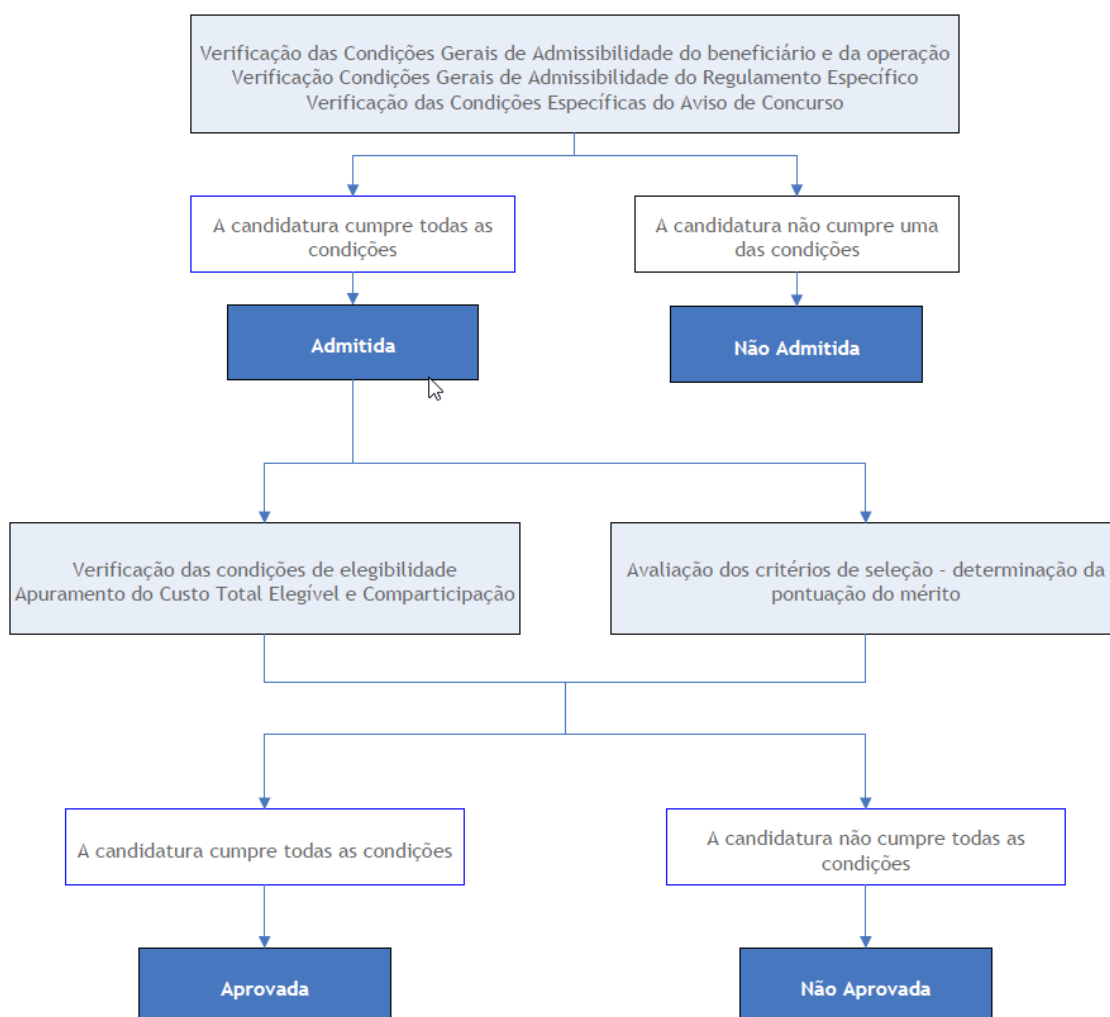 Verificação das Condições Gerais de Admissibilidade do beneficiário e da operação
Verificação Condições Gerais de Admissibilidade do Regulamento Específico
Verificação das Condições Específicas do Aviso de Concurso
A candidatura cumpre todas as
condições
A candidatura não cumpre uma
das condições
Admitida
Não Admitida
Verificação das condições de elegibilidade
Apuramento do Custo Total Elegível e Comparticipação
Avaliação dos critérios de seleção - determinação da
pontuação do mérito
A candidatura cumpre todas as condições
A candidatura não cumpre todas as
condições
Aprovada
Não Aprovada